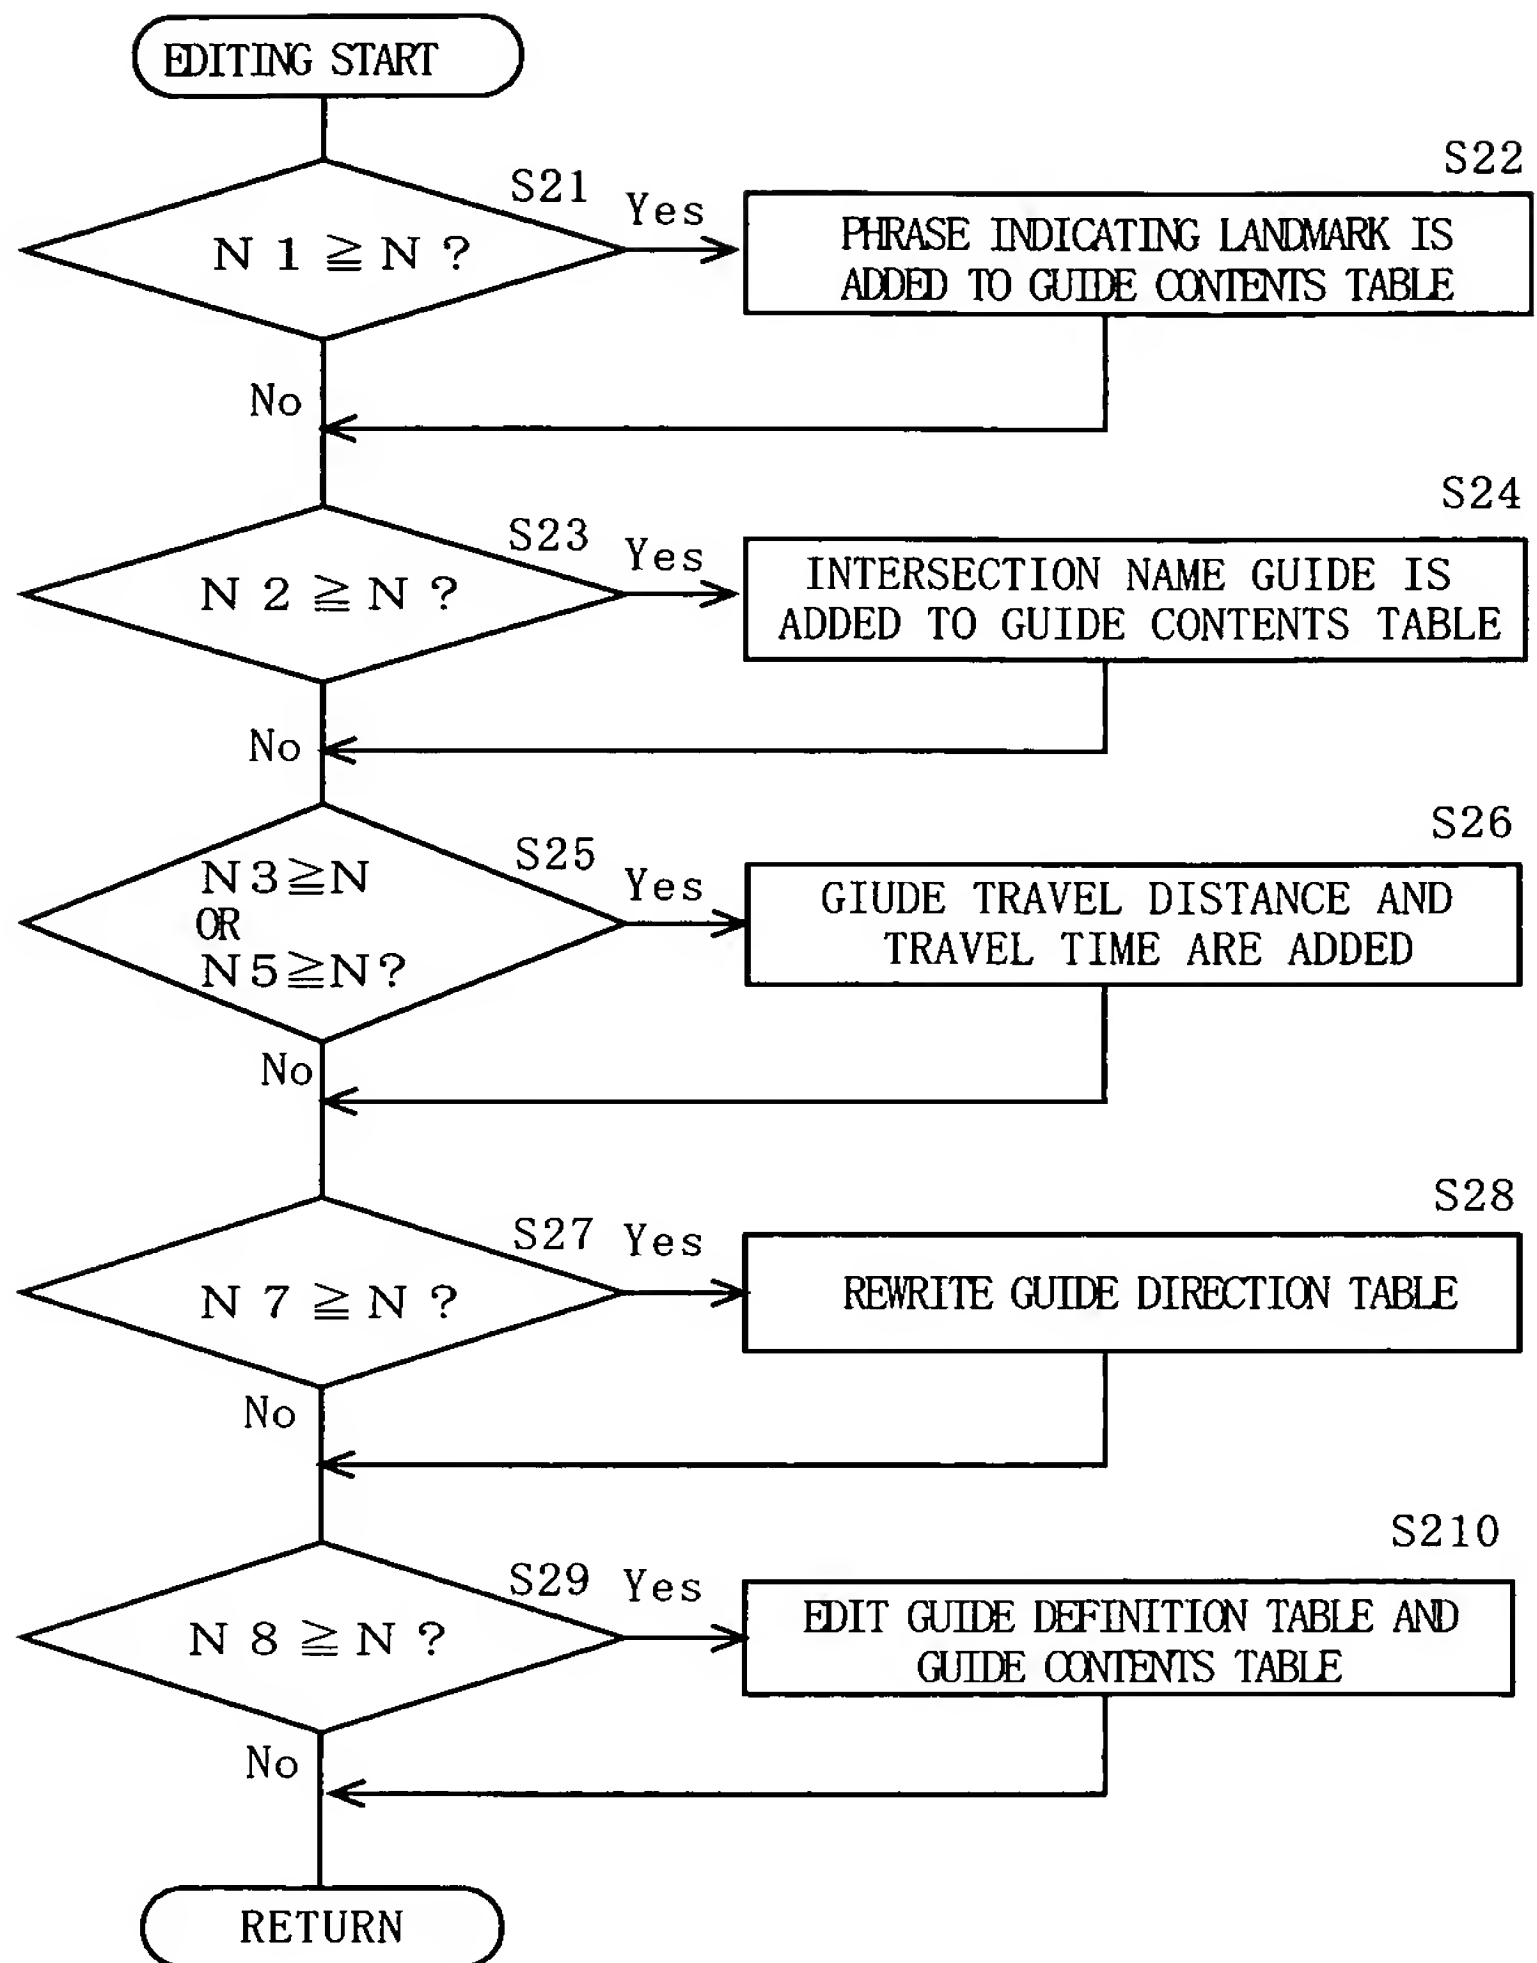 EDITING START
S21
Yes
N 1 ≧ N ?
S22
PHRASE INDICATING LANDMARK IS
ADDED TO GUIDE CONTENTS TABLE
No
S23
Yes
N 2 ≧ N ?
S24
INTERSECTION NAME GUIDE IS
ADDED TO GUIDE CONTENTS TABLE
No
S25
Yes
N3≧N
OR
N5≧N?
S26
GIUDE TRAVEL DISTANCE AND
TRAVEL TIME ARE ADDED
No
S27
Yes
N 7 ≧ N ?
S28
REWRITE GUIDE DIRECTION TABLE
No
S29
Yes
N 8 ≧ N ?
S210
EDIT GUIDE DEFINITION TABLE AND
GUIDE CONTENTS TABLE
No
RETURN